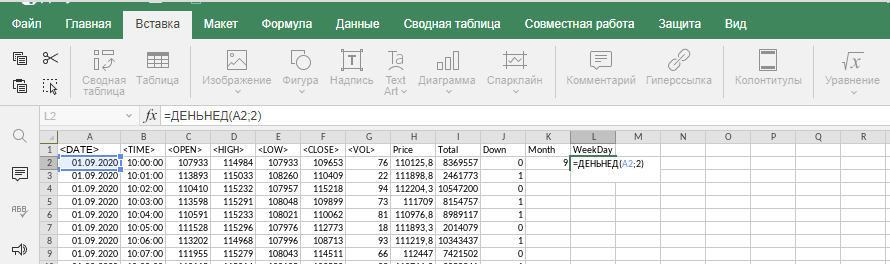 Файл Главная Вставка Макет Формула Данные Сводная таблица Совместная работа Защита Вид
Сводная таблица Таблица Изображение Фигура Надпись Text Art Диаграмма Спарклайн Комментарий Гиперссылка Колонтитулы Уравнение
L2 fx =ДЕНЬНЕД(A2;2)
A B C D E F G H I J K L M N O P Q R
1 <DATE> <TIME> <OPEN> <HIGH> <LOW> <CLOSE> <VOL> Price Total Down Month WeekDay
2 01.09.2020 10:00:00 107933 114984 107933 109653 76 110125,8 8369557 0 9 =ДЕНЬНЕД(A2;2)
3 01.09.2020 10:01:00 113893 115033 108260 110409 22 111898,8 2461773 1
4 01.09.2020 10:02:00 110410 115232 107957 115218 94 112204,3 10547200 0
5 01.09.2020 10:03:00 113598 115291 108048 109899 73 111709 8154757 1
6 01.09.2020 10:04:00 110591 115233 108021 110062 81 110976,8 8989117 1
7 01.09.2020 10:05:00 111528 115296 107976 112773 18 111893,3 2014079 0
8 01.09.2020 10:06:00 113202 114968 107996 108713 93 111219,8 10343437 1
9 01.09.2020 10:07:00 111955 115279 108043 114511 66 112447 7421502 0
АБВ